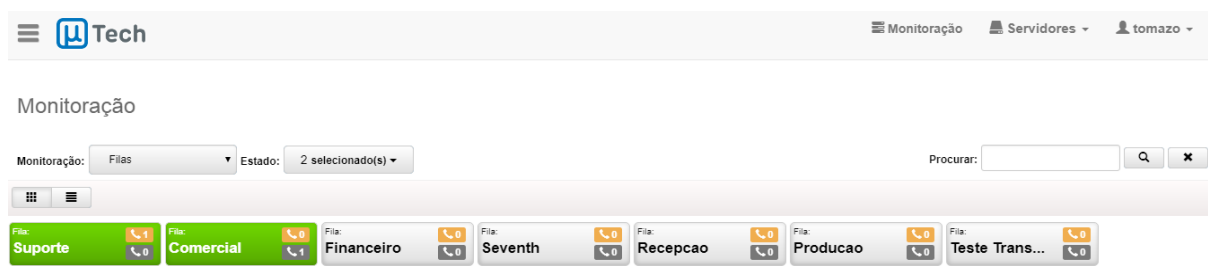 µ Tech Monitoração Servidores tomazo
Monitoração
Monitoração: Filas Estado: 2 selecionado(s) Procurar:
Fila: 1 Fila: 0 Fila: 0 Fila: 0 Fila: 0 Fila: 0 Fila: 0
Suporte 0 Comercial 1 Financeiro 0 Seventh 0 Recepcao 0 Producao 0 Teste Trans... 0